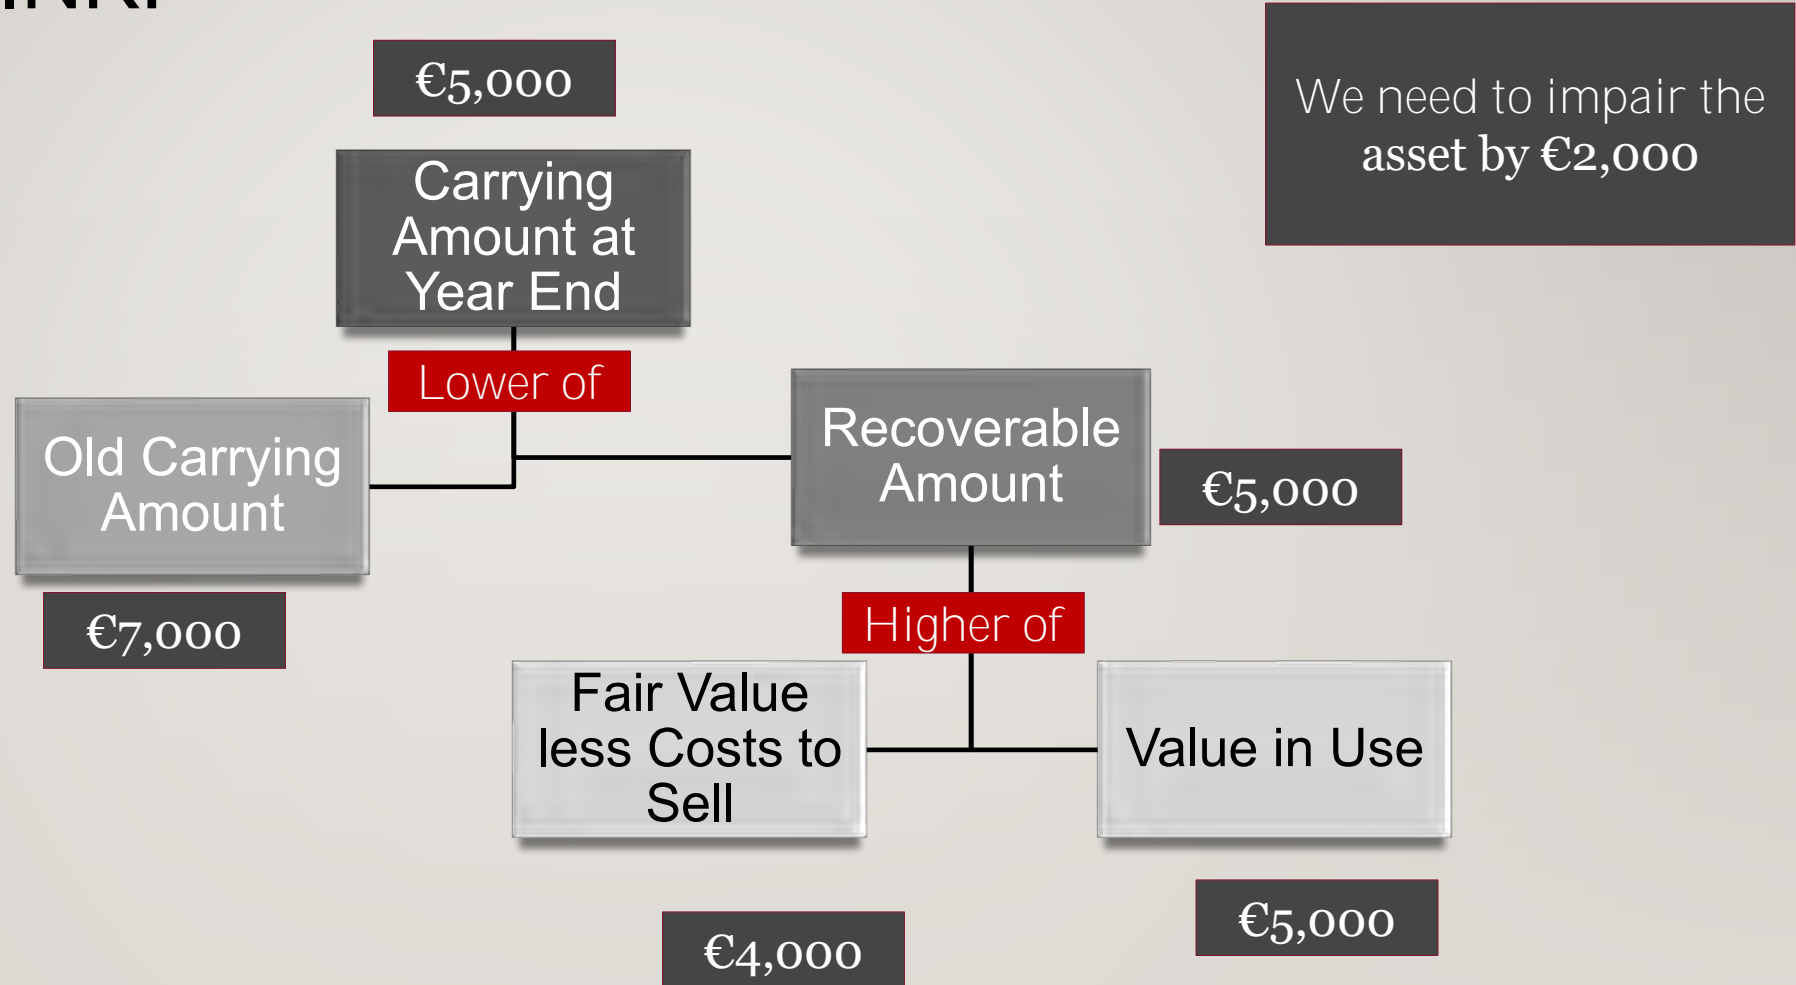 €5,000
We need to impair the
asset by €2,000
Carrying
Amount at
Year End
Lower of
Old Carrying
Amount
Recoverable
Amount
€5,000
€7,000
Higher of
Fair Value
less Costs to
Sell
Value in Use
€5,000
€4,000